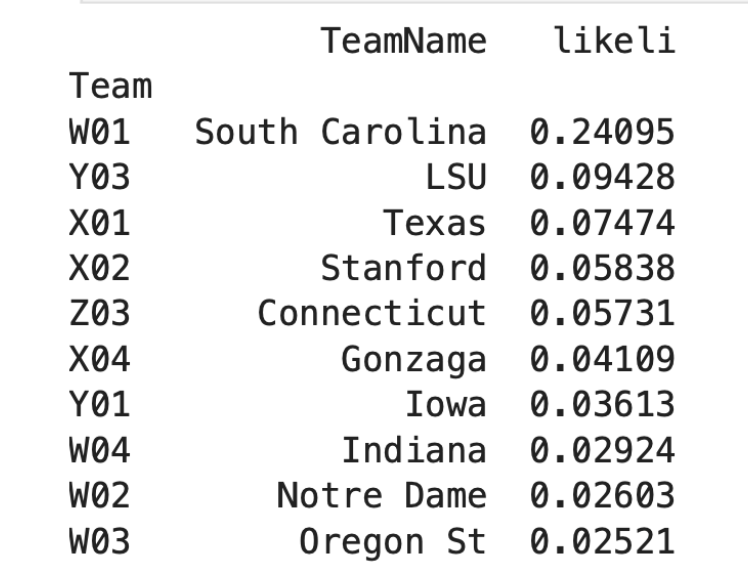 TeamName likeli
Team
W01 South Carolina 0.24095
Y03 LSU 0.09428
X01 Texas 0.07474
X02 Stanford 0.05838
Z03 Connecticut 0.05731
X04 Gonzaga 0.04109
Y01 Iowa 0.03613
W04 Indiana 0.02924
W02 Notre Dame 0.02603
W03 Oregon St 0.02521